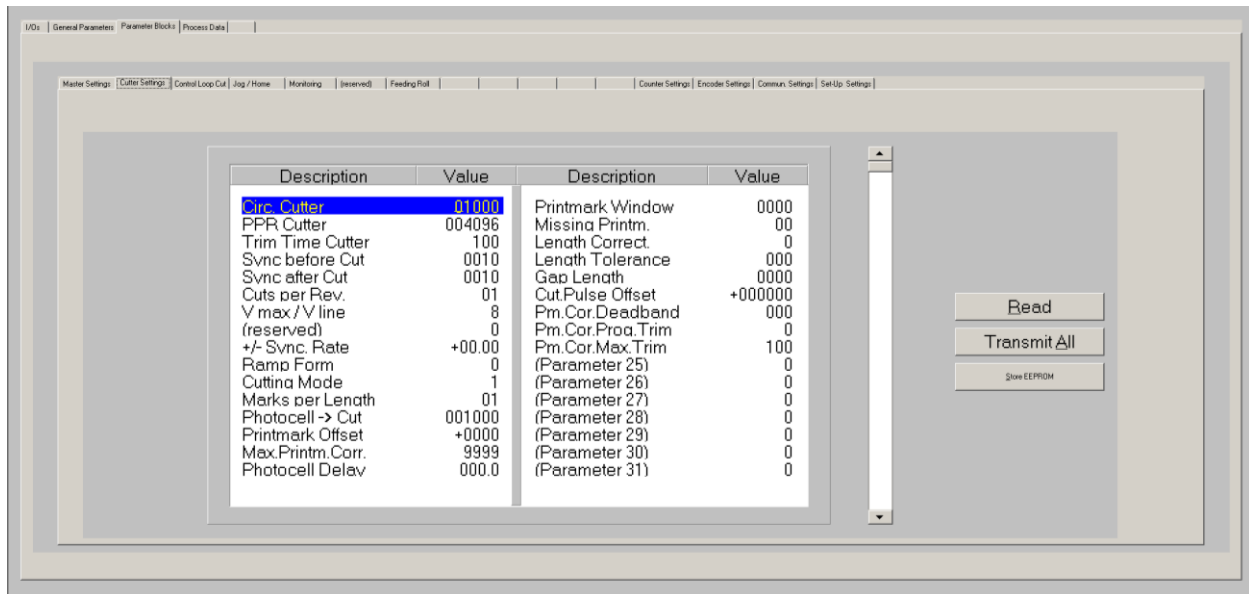 I/Os General Parameters Parameter Blocks Process Data
Master Settings Cutter Settings Control Loop Cut Jog / Home Monitoring (reserved) Feeding Roll Counter Settings Encoder Settings Commun. Settings Set-Up Settings
Description Value Description Value
Circ. Cutter 01000 Printmark Window 0000
PPR Cutter 004096 Missing Printm. 00
Trim Time Cutter 100 Length Correct. 0
Sync before Cut 0010 Length Tolerance 000
Sync after Cut 0010 Gap Length 0000
Cuts per Rev. 01 Cut.Pulse Offset +000000
V max / V line 8 Pm.Cor.Deadband 000
(reserved) 0 Pm.Cor.Prog.Trim 0
+/- Sync. Rate +00.00 Pm.Cor.Max.Trim 100
Ramp Form 0 (Parameter 25) 0
Cutting Mode 1 (Parameter 26) 0
Marks per Length 01 (Parameter 27) 0
Photocell -> Cut 001000 (Parameter 28) 0
Printmark Offset +0000 (Parameter 29) 0
Max.Printm.Corr. 9999 (Parameter 30) 0
Photocell Delay 000.0 (Parameter 31) 0
Read
Transmit All
Store EEPROM